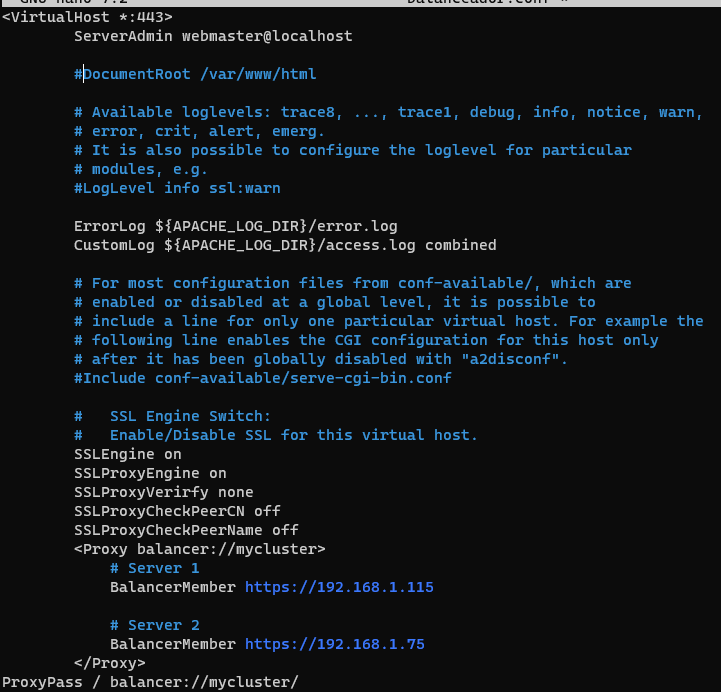 GNU nano 7.2 balanceador.conf *
<VirtualHost *:443>
ServerAdmin webmaster@localhost
#DocumentRoot /var/www/html
# Available loglevels: trace8, ..., trace1, debug, info, notice, warn,
# error, crit, alert, emerg.
# It is also possible to configure the loglevel for particular
# modules, e.g.
#LogLevel info ssl:warn
ErrorLog ${APACHE_LOG_DIR}/error.log
CustomLog ${APACHE_LOG_DIR}/access.log combined
# For most configuration files from conf-available/, which are
# enabled or disabled at a global level, it is possible to
# include a line for only one particular virtual host. For example the
# following line enables the CGI configuration for this host only
# after it has been globally disabled with "a2disconf".
#Include conf-available/serve-cgi-bin.conf
#   SSL Engine Switch:
#   Enable/Disable SSL for this virtual host.
SSLEngine on
SSLProxyEngine on
SSLProxyVerirfy none
SSLProxyCheckPeerCN off
SSLProxyCheckPeerName off
<Proxy balancer://mycluster>
# Server 1
BalancerMember https://192.168.1.115
# Server 2
BalancerMember https://192.168.1.75
</Proxy>
ProxyPass / balancer://mycluster/